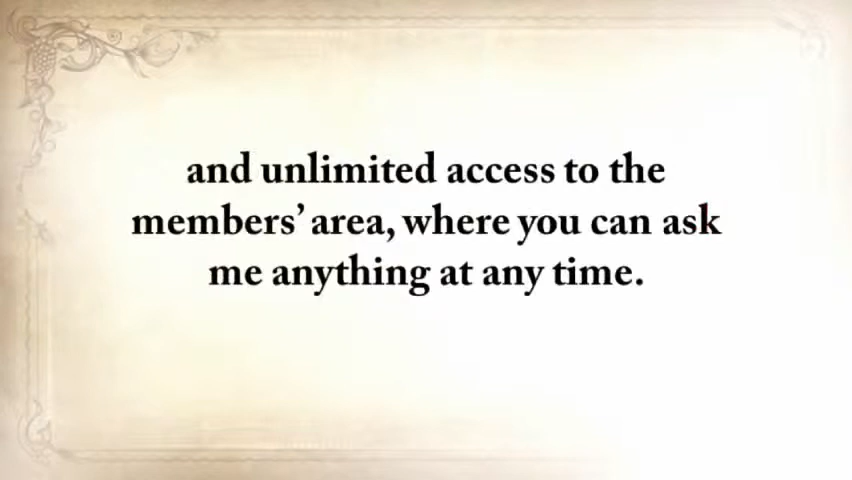 and unlimited access to the
members’ area, where you can ask
me anything at any time.